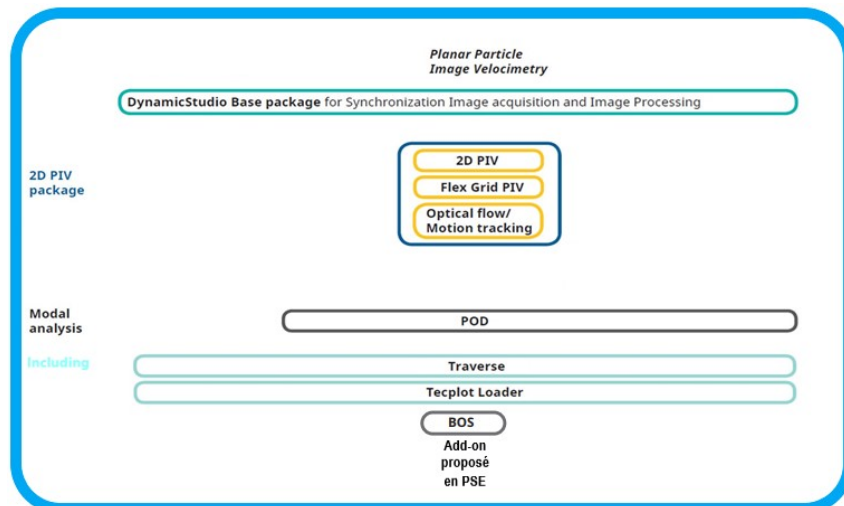 Planar Particle
Image Velocimetry
DynamicStudio Base package for Synchronization Image acquisition and Image Processing
2D PIV
package
2D PIV
Flex Grid PIV
Optical flow/
Motion tracking
Modal
analysis
POD
Including
Traverse
Tecplot Loader
BOS
Add-on
proposé
en PSE